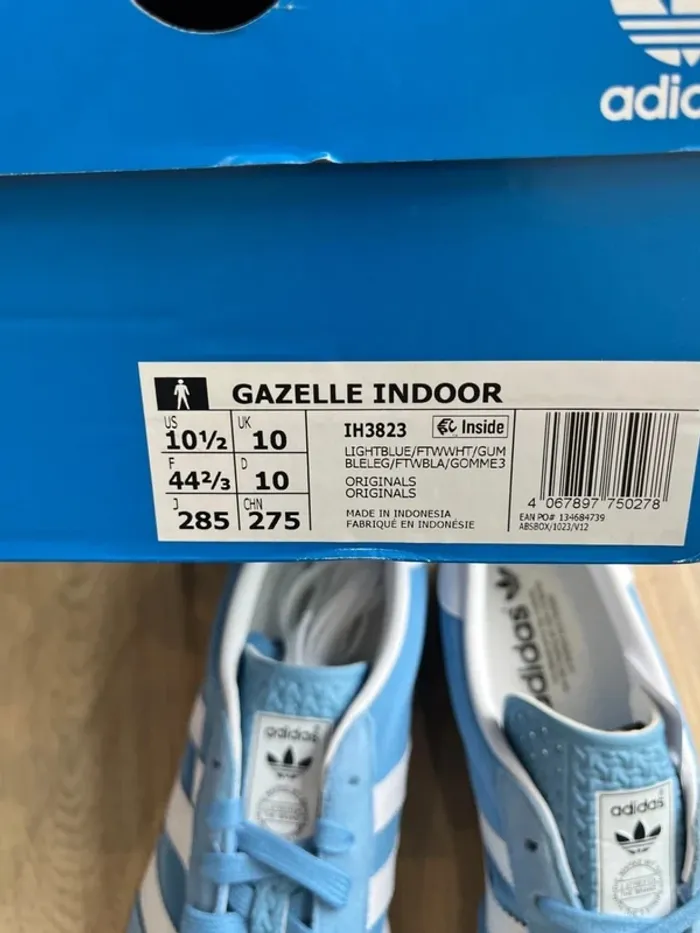 adidas
GAZELLE INDOOR
US
10½
UK
10
F
44⅔
D
10
J
285
CHN
275
IH3823
Inside
LIGHTBLUE/FTWWHT/GUM
BLELEG/FTWBLA/GOMME3
ORIGINALS
ORIGINALS
MADE IN INDONESIA
FABRIQUÉ EN INDONÉSIE
4 067897 750278
EAN PO# 134684739
ABSBOX/1023/V12
adidas
adidas
adidas